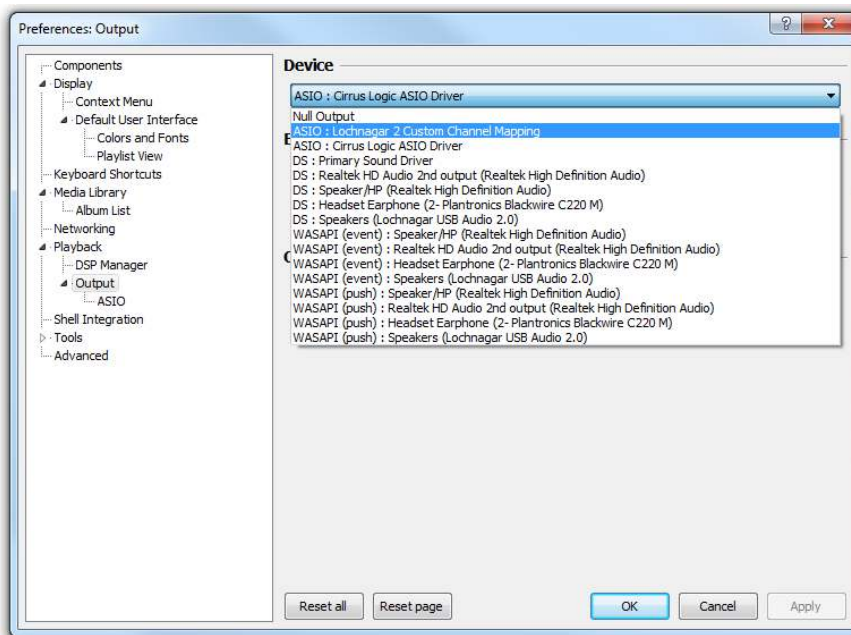 Preferences: Output
Components
Display
Context Menu
Default User Interface
Colors and Fonts
Playlist View
Keyboard Shortcuts
Media Library
Album List
Networking
Playback
DSP Manager
Output
ASIO
Shell Integration
Tools
Advanced
Device
ASIO : Cirrus Logic ASIO Driver
Null Output
ASIO : Lochnagar 2 Custom Channel Mapping
ASIO : Cirrus Logic ASIO Driver
DS : Primary Sound Driver
DS : Realtek HD Audio 2nd output (Realtek High Definition Audio)
DS : Speaker/HP (Realtek High Definition Audio)
DS : Headset Earphone (2- Plantronics Blackwire C220 M)
DS : Speakers (Lochnagar USB Audio 2.0)
WASAPI (event) : Speaker/HP (Realtek High Definition Audio)
WASAPI (event) : Realtek HD Audio 2nd output (Realtek High Definition Audio)
WASAPI (event) : Headset Earphone (2- Plantronics Blackwire C220 M)
WASAPI (event) : Speakers (Lochnagar USB Audio 2.0)
WASAPI (push) : Speaker/HP (Realtek High Definition Audio)
WASAPI (push) : Realtek HD Audio 2nd output (Realtek High Definition Audio)
WASAPI (push) : Headset Earphone (2- Plantronics Blackwire C220 M)
WASAPI (push) : Speakers (Lochnagar USB Audio 2.0)
Reset all
Reset page
OK
Cancel
Apply